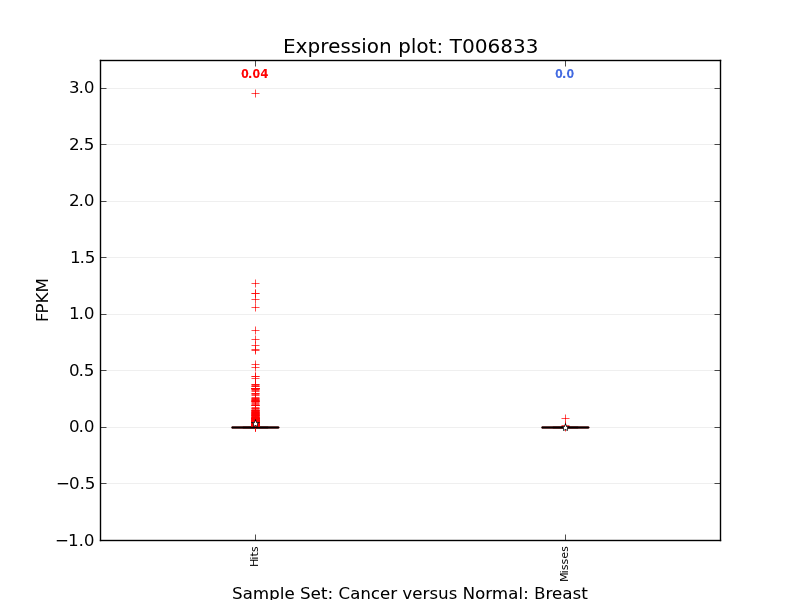 Expression plot: T006833
0.04
0.0
3.0
2.5
2.0
1.5
1.0
0.5
0.0
−0.5
−1.0
FPKM
Hits
Misses
Sample Set: Cancer versus Normal: Breast